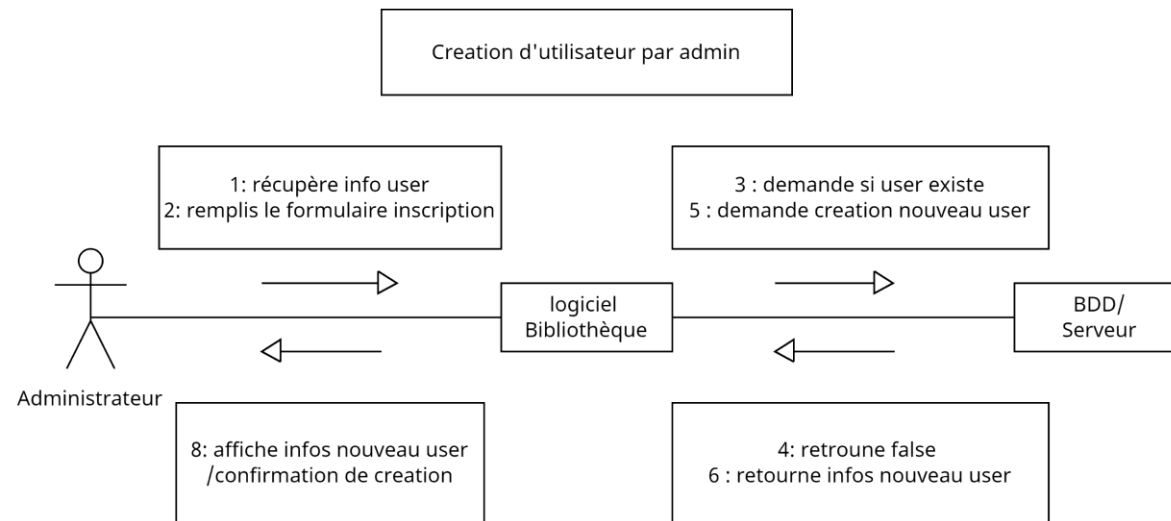 Creation d'utilisateur par admin
1: récupère info user
2: remplis le formulaire inscription
3 : demande si user existe
5 : demande creation nouveau user
logiciel
Bibliothèque
BDD/
Serveur
Administrateur
8: affiche infos nouveau user
/confirmation de creation
4: retroune false
6 : retourne infos nouveau user